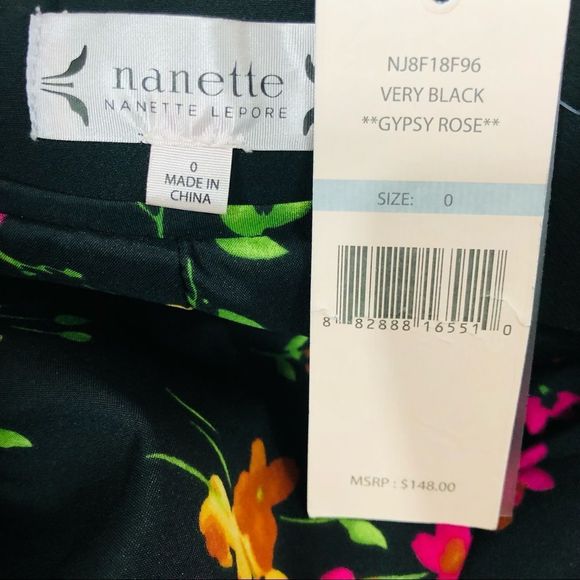 nanette
NANETTE LEPORE
0
MADE IN
CHINA
NJ8F18F96
VERY BLACK
**GYPSY ROSE**
SIZE: 0
8 82888 16551 0
MSRP : $148.00